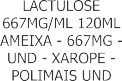 LACTULOSE
667MG/ML 120ML
AMEIXA - 667MG -
UND - XAROPE -
POLIMAIS UND